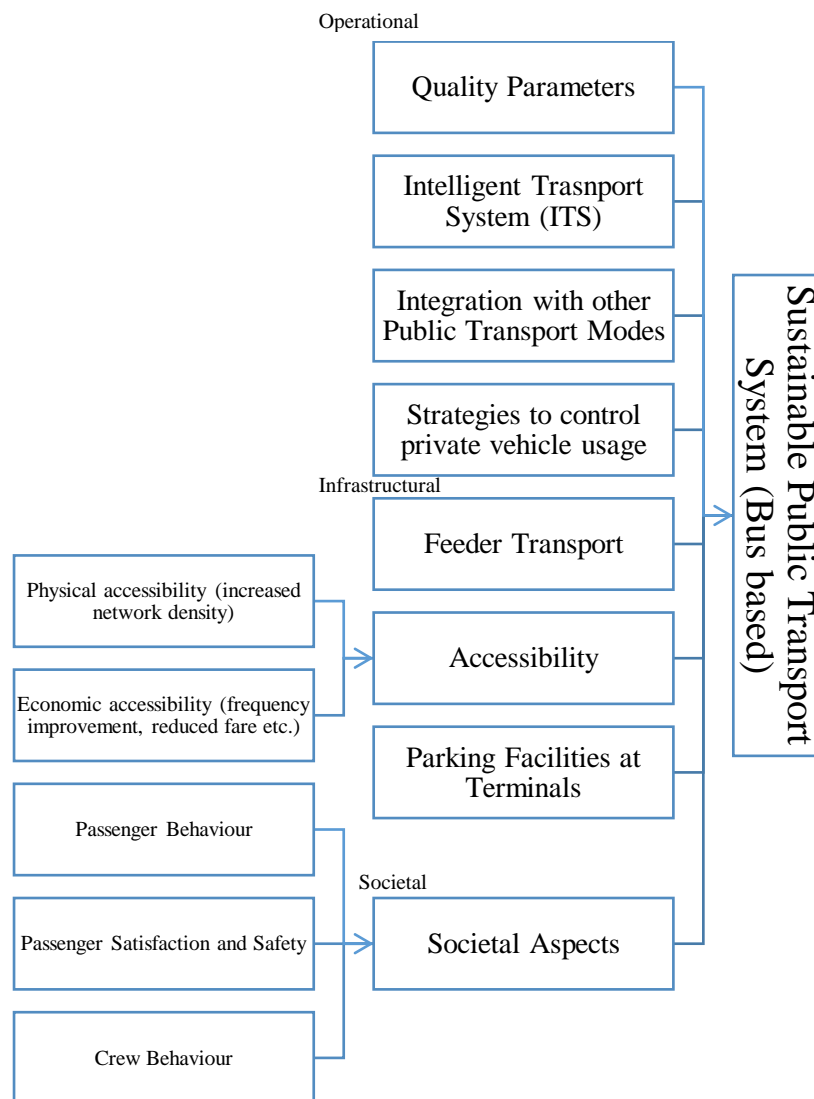 Operational
Quality Parameters
Intelligent Trasnport
System (ITS)
Integration with other
Public Transport Modes
Strategies to control
private vehicle usage
Infrastructural
Feeder Transport
Physical accessibility (increased
network density)
Accessibility
Economic accessibility (frequency
improvement, reduced fare etc.)
Parking Facilities at
Terminals
Passenger Behaviour
Societal
Societal Aspects
Passenger Satisfaction and Safety
Crew Behaviour
Sustainable Public Transport
System (Bus based)